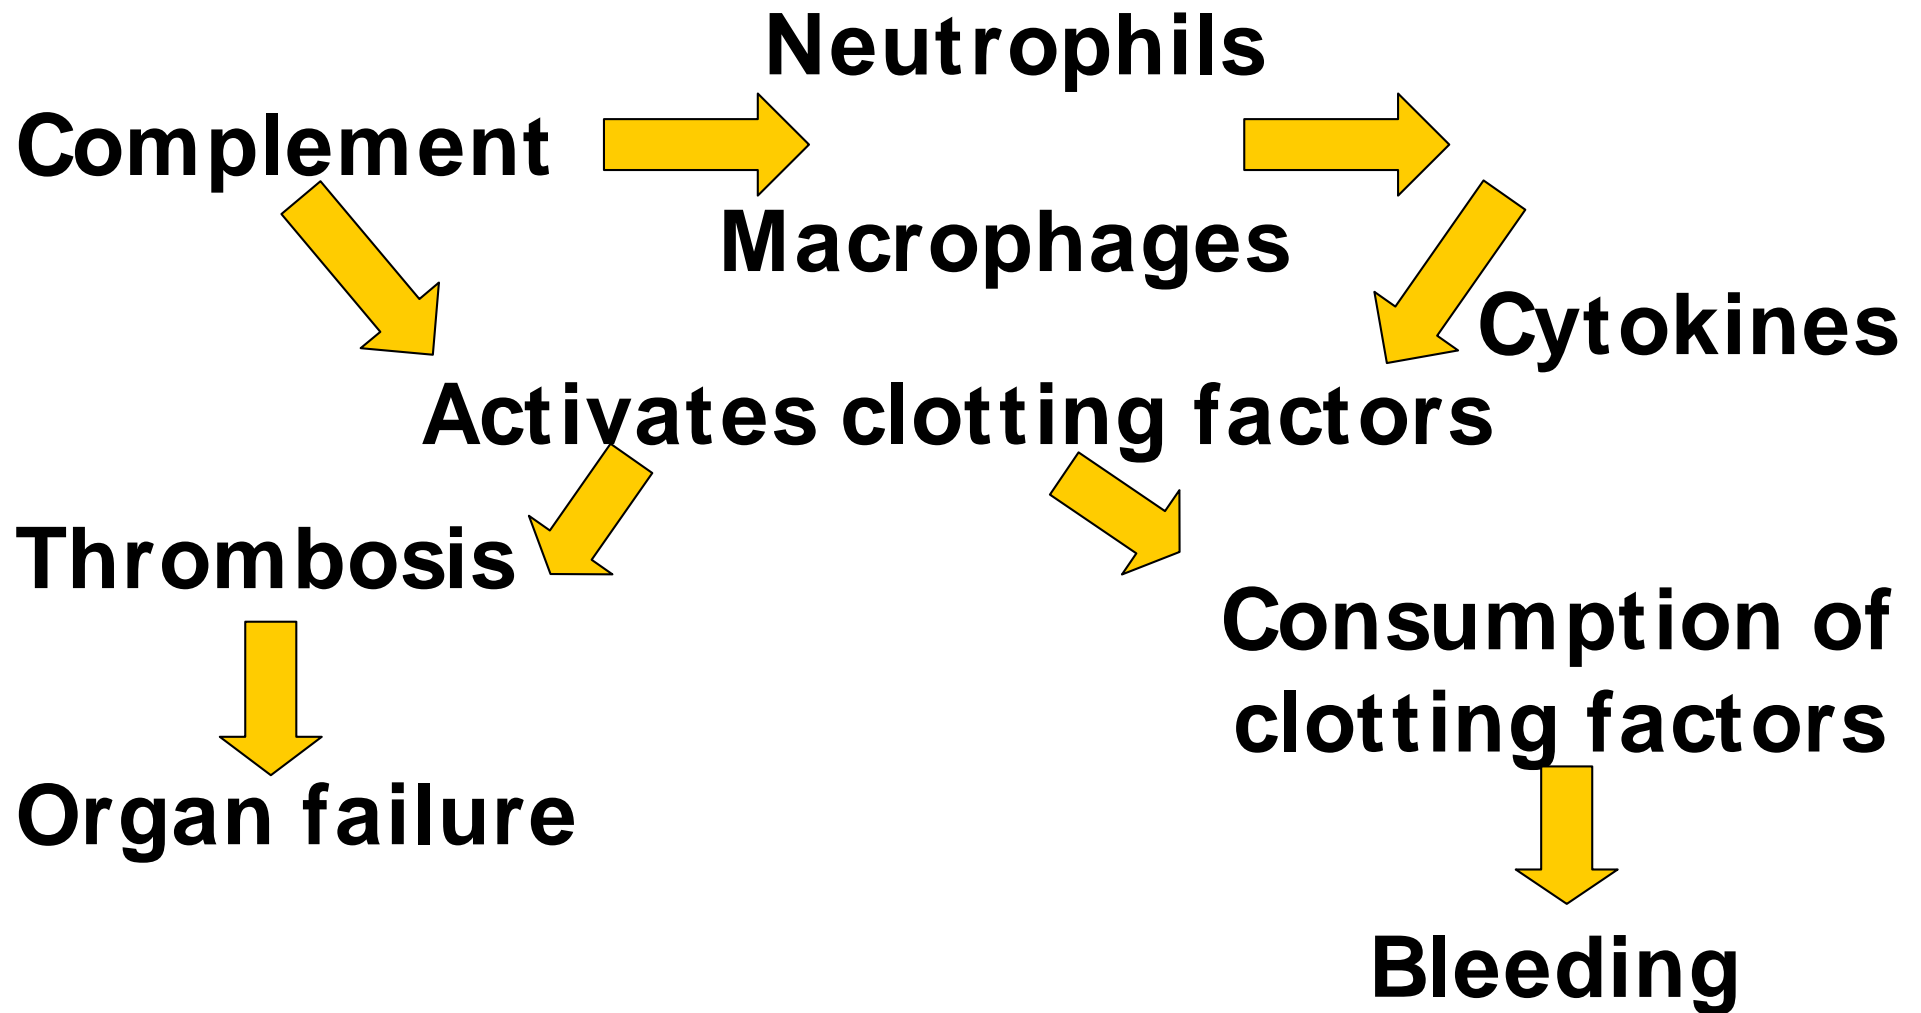 Neutrophils
Complement
Macrophages
Cytokines
Activates clotting factors
Thrombosis
Consumption of
clotting factors
Organ failure
Bleeding